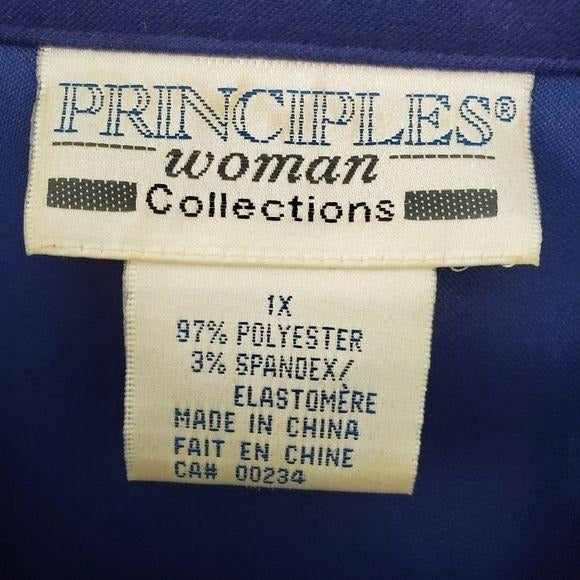 PRINCIPLES®
woman
Collections
1X
97% POLYESTER
3% SPANDEX/
ELASTOMÈRE
MADE IN CHINA
FAIT EN CHINE
CA# 00234